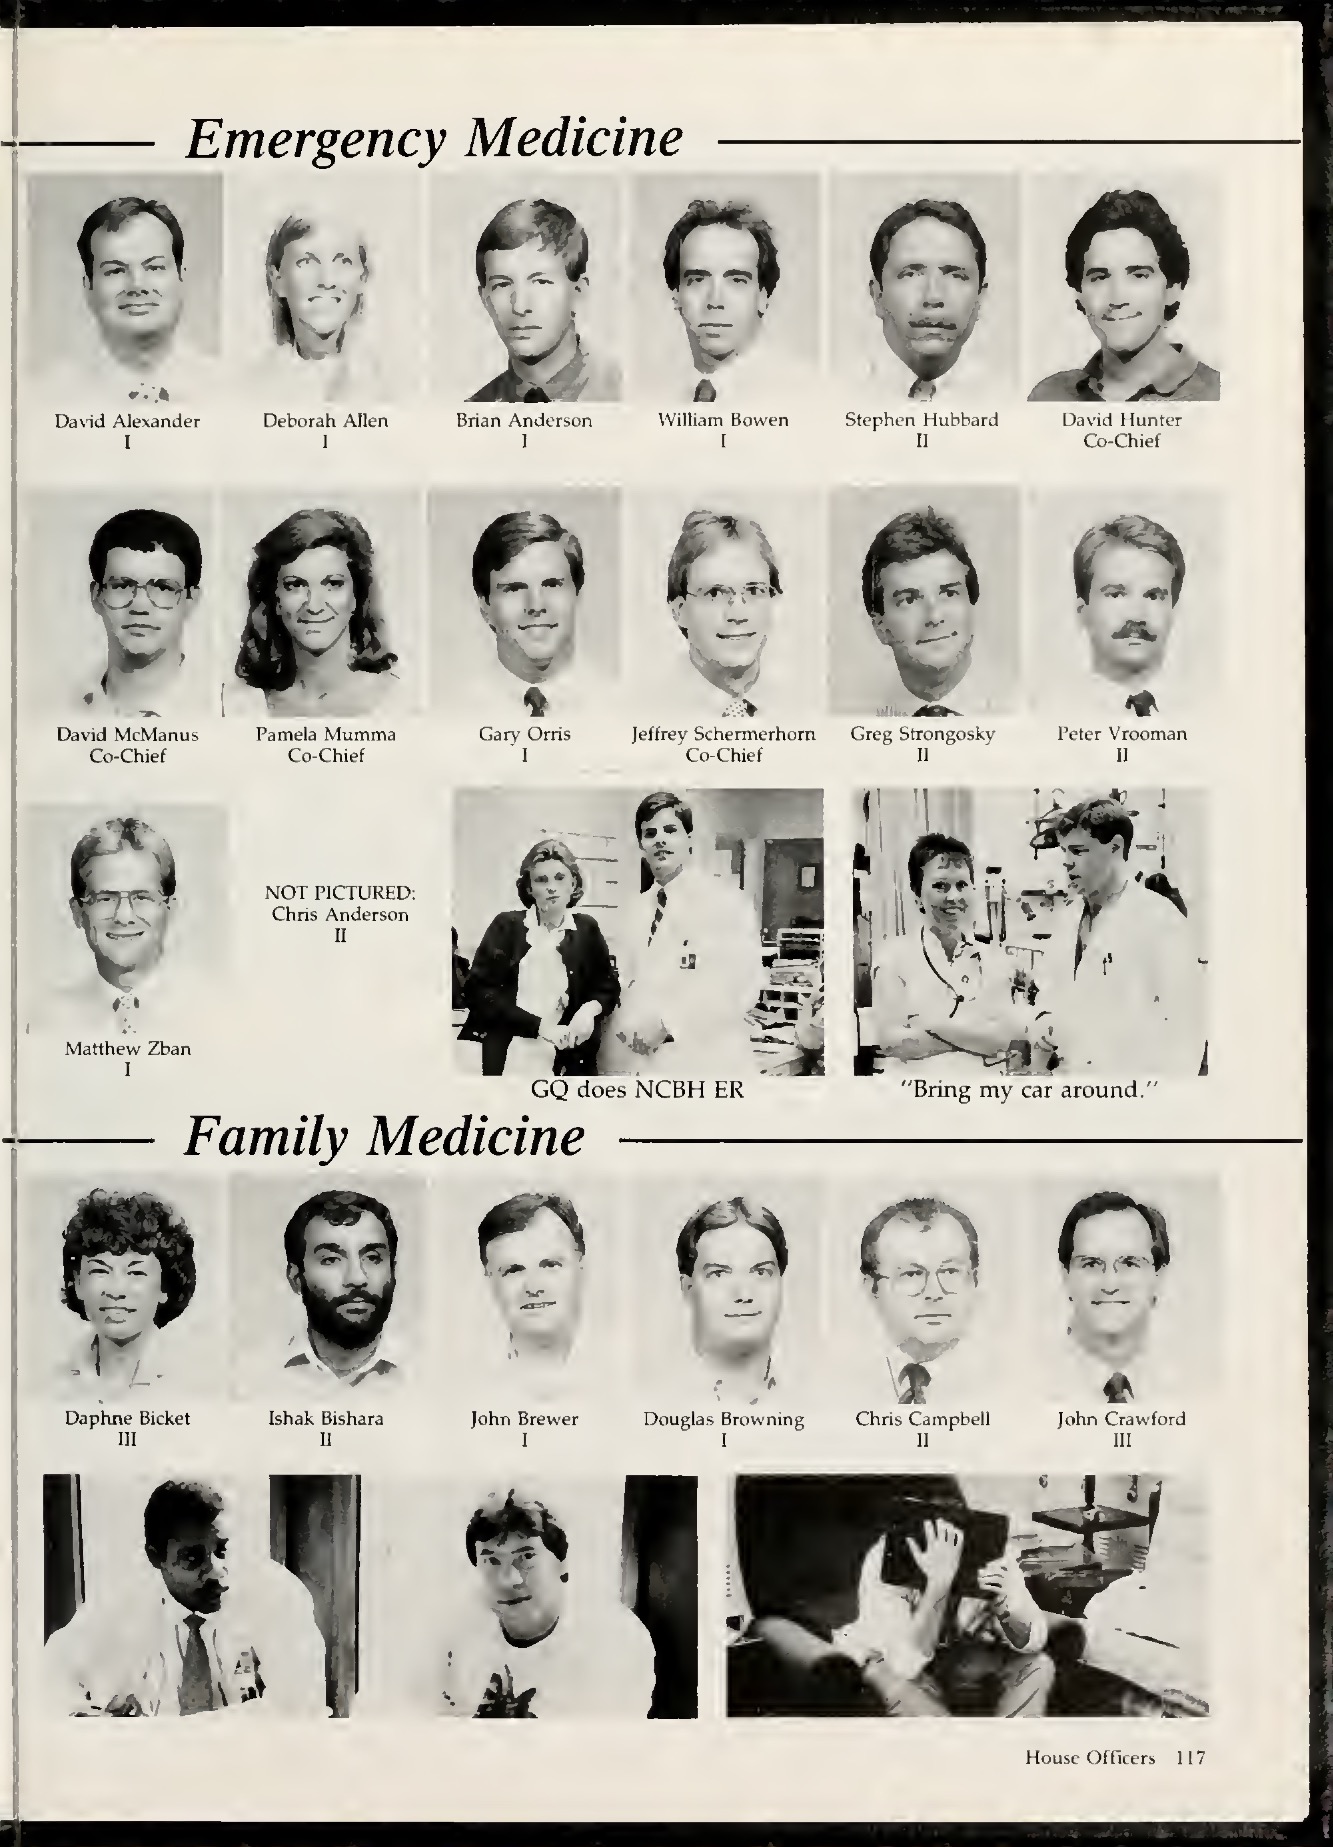 Emergency Medicine
David Alexander
I
Deborah Allen
I
Brian Anderson
I
William Bowen
I
Stephen Hubbard
II
David Hunter
Co-Chief
David McManus
Co-Chief
Pamela Mumma
Co-Chief
Gary Orris
I
Jeffrey Schermerhorn
Co-Chief
Greg Strongosky
II
Peter Vrooman
II
Matthew Zban
I
NOT PICTURED:
Chris Anderson
II
GQ does NCBH ER
"Bring my car around."
Family Medicine
Daphne Bicket
III
Ishak Bishara
II
John Brewer
I
Douglas Browning
I
Chris Campbell
II
John Crawford
III
House Officers 117